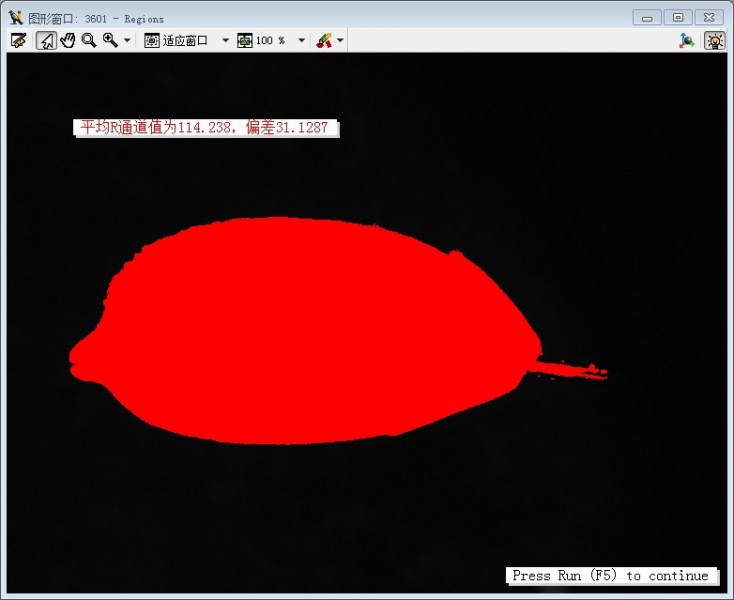 图形窗口: 3601 - Regions
适应窗口 100 %
平均R通道值为114.238, 偏差31.1287
Press Run (F5) to continue